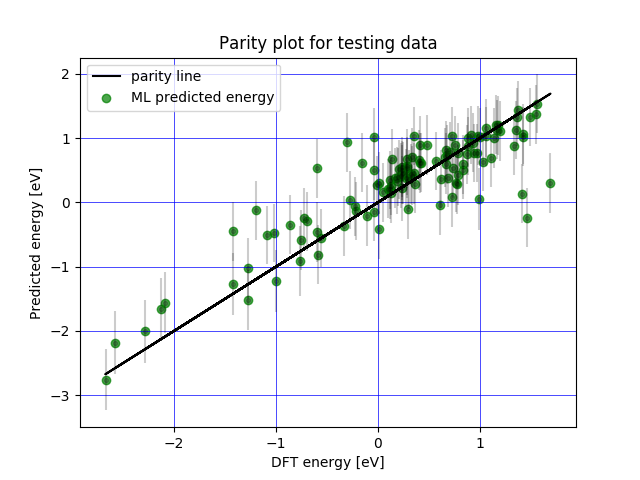 Parity plot for testing data
parity line
ML predicted energy
Predicted energy [eV]
2
1
0
−1
−2
−3
−2
−1
0
1
DFT energy [eV]